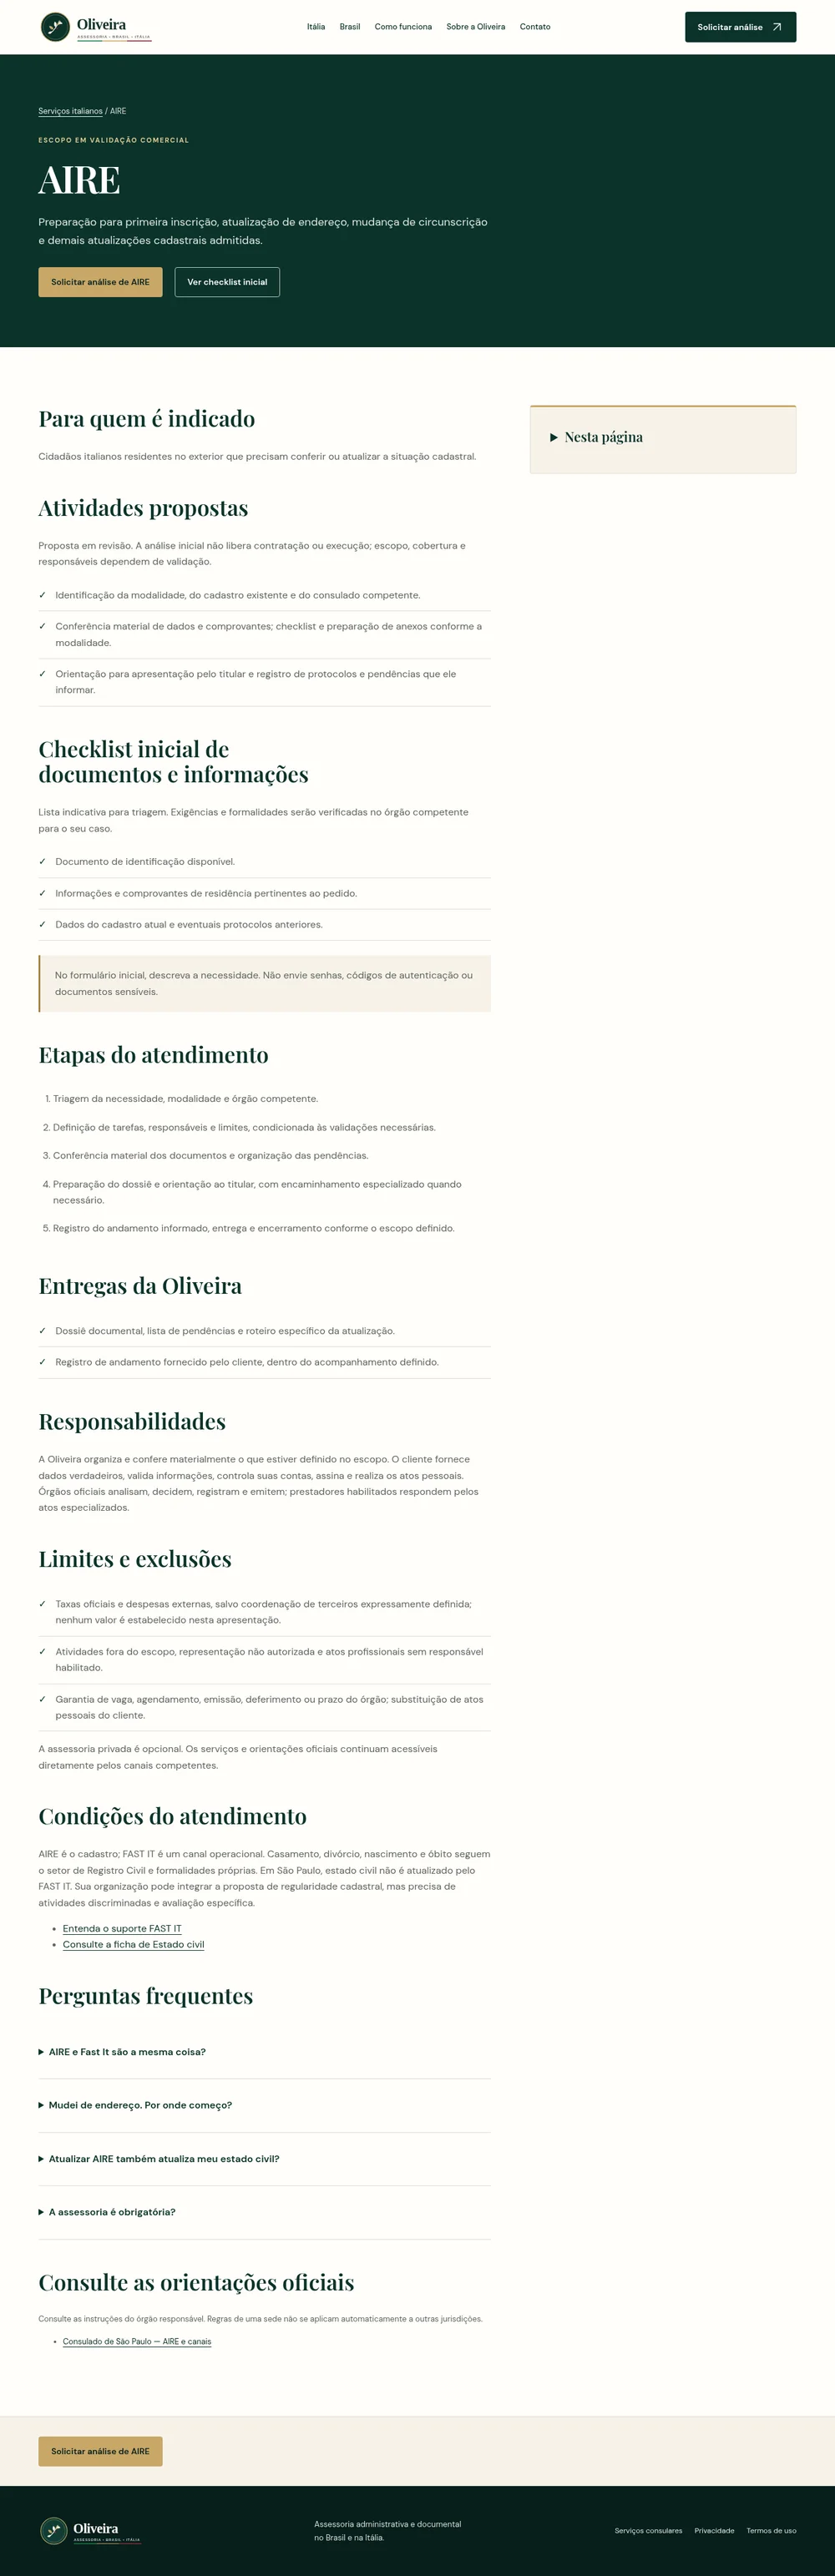 Oliveira
ASSESSORIA • BRASIL • ITÁLIA
Itália
Brasil
Como funciona
Sobre a Oliveira
Contato
Solicitar análise
Serviços italianos / AIRE
ESCOPO EM VALIDAÇÃO COMERCIAL
AIRE
Preparação para primeira inscrição, atualização de endereço, mudança de circunscrição
e demais atualizações cadastrais admitidas.
Solicitar análise de AIRE
Ver checklist inicial
Para quem é indicado
Cidadãos italianos residentes no exterior que precisam conferir ou atualizar a situação cadastral.
Nesta página
Atividades propostas
Proposta em revisão. A análise inicial não libera contratação ou execução; escopo, cobertura e
responsáveis dependem de validação.
✓ Identificação da modalidade, do cadastro existente e do consulado competente.
✓ Conferência material de dados e comprovantes; checklist e preparação de anexos conforme a
modalidade.
✓ Orientação para apresentação pelo titular e registro de protocolos e pendências que ele
informar.
Checklist inicial de
documentos e informações
Lista indicativa para triagem. Exigências e formalidades serão verificadas no órgão competente
para o seu caso.
✓ Documento de identificação disponível.
✓ Informações e comprovantes de residência pertinentes ao pedido.
✓ Dados do cadastro atual e eventuais protocolos anteriores.
No formulário inicial, descreva a necessidade. Não envie senhas, códigos de autenticação ou
documentos sensíveis.
Etapas do atendimento
1. Triagem da necessidade, modalidade e órgão competente.
2. Definição de tarefas, responsáveis e limites, condicionada às validações necessárias.
3. Conferência material dos documentos e organização das pendências.
4. Preparação do dossiê e orientação ao titular, com encaminhamento especializado quando
necessário.
5. Registro do andamento informado, entrega e encerramento conforme o escopo definido.
Entregas da Oliveira
✓ Dossiê documental, lista de pendências e roteiro específico da atualização.
✓ Registro de andamento fornecido pelo cliente, dentro do acompanhamento definido.
Responsabilidades
A Oliveira organiza e confere materialmente o que estiver definido no escopo. O cliente fornece
dados verdadeiros, valida informações, controla suas contas, assina e realiza os atos pessoais.
Órgãos oficiais analisam, decidem, registram e emitem; prestadores habilitados respondem pelos
atos especializados.
Limites e exclusões
✓ Taxas oficiais e despesas externas, salvo coordenação de terceiros expressamente definida;
nenhum valor é estabelecido nesta apresentação.
✓ Atividades fora do escopo, representação não autorizada e atos profissionais sem responsável
habilitado.
✓ Garantia de vaga, agendamento, emissão, deferimento ou prazo do órgão; substituição de atos
pessoais do cliente.
A assessoria privada é opcional. Os serviços e orientações oficiais continuam acessíveis
diretamente pelos canais competentes.
Condições do atendimento
AIRE é o cadastro; FAST IT é um canal operacional. Casamento, divórcio, nascimento e óbito seguem
o setor de Registro Civil e formalidades próprias. Em São Paulo, estado civil não é atualizado pelo
FAST IT. Sua organização pode integrar a proposta de regularidade cadastral, mas precisa de
atividades discriminadas e avaliação específica.
• Entenda o suporte FAST IT
• Consulte a ficha de Estado civil
Perguntas frequentes
AIRE e Fast It são a mesma coisa?
Mudei de endereço. Por onde começo?
Atualizar AIRE também atualiza meu estado civil?
A assessoria é obrigatória?
Consulte as orientações oficiais
Consulte as instruções do órgão responsável. Regras de uma sede não se aplicam automaticamente a outras jurisdições.
• Consulado de São Paulo — AIRE e canais
Solicitar análise de AIRE
Oliveira
ASSESSORIA • BRASIL • ITÁLIA
Assessoria administrativa e documental
no Brasil e na Itália.
Serviços consulares
Privacidade
Termos de uso